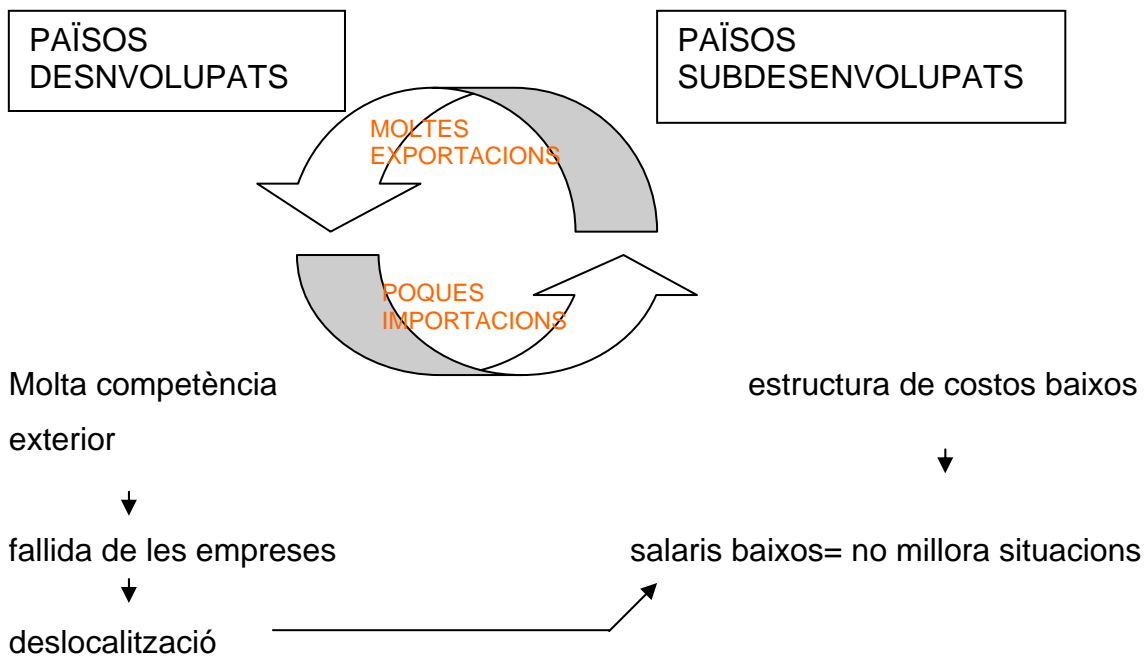 PAÏSOS
DESNVOLUPATS
PAÏSOS
SUBDESENVOLUPATS
MOLTES
EXPORTACIONS
POQUES
IMPORTACIONS
Molta competència
exterior
estructura de costos baixos
fallida de les empreses
salaris baixos= no millora situacions
deslocalització